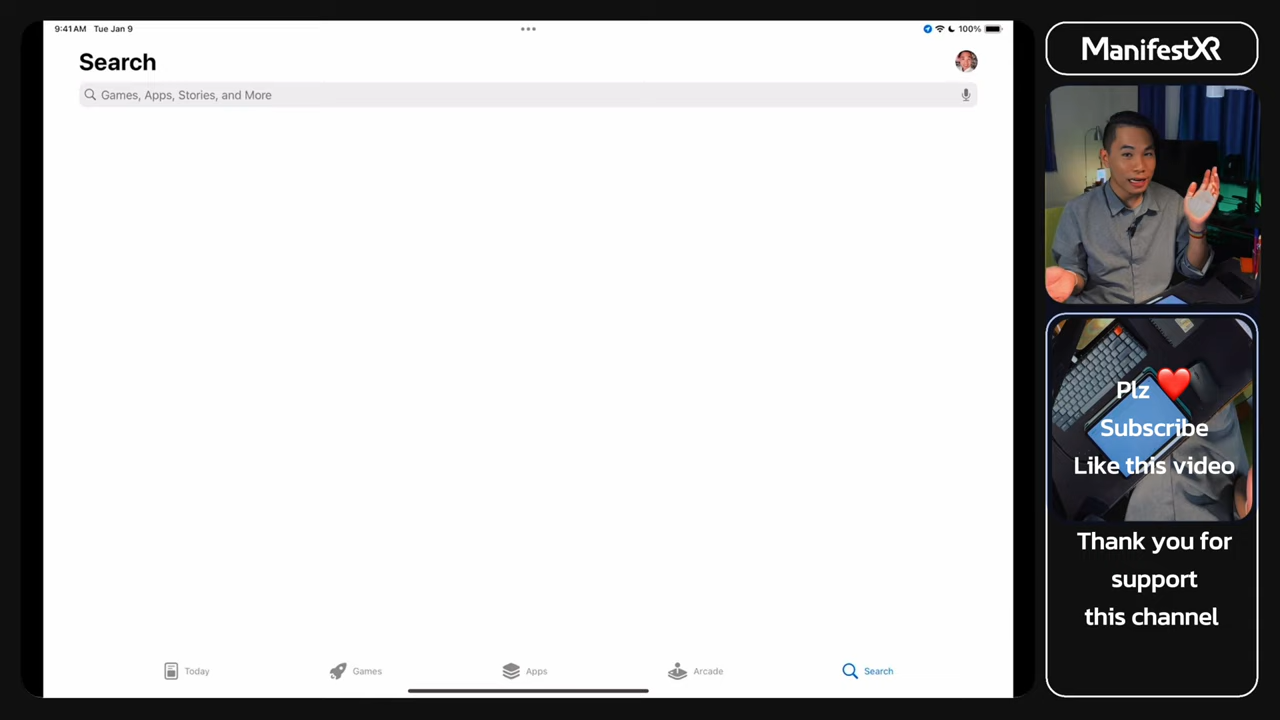 9:41 AM Tue Jan 9
100%
Search
Games, Apps, Stories, and More
Today
Games
Apps
Arcade
Search
ManifestXR
Plz ❤️
Subscribe
Like this video
Thank you for
support
this channel